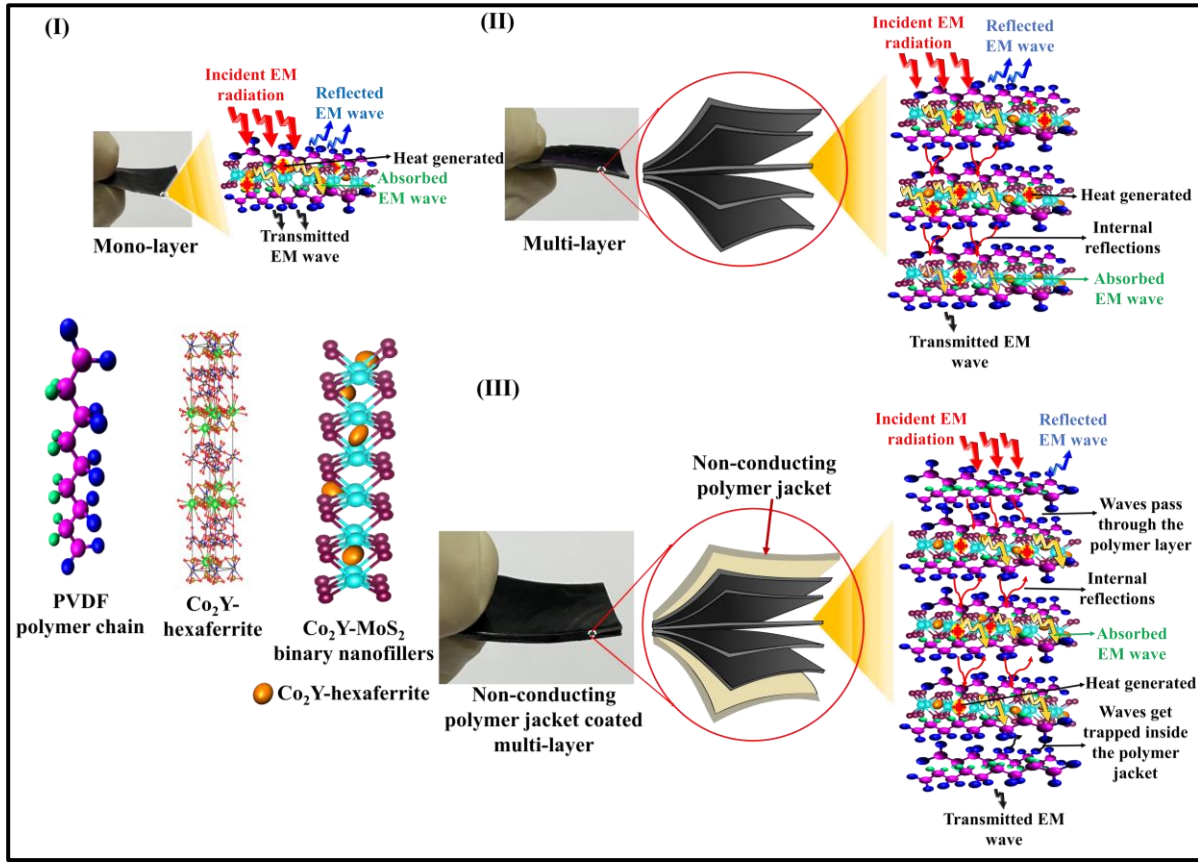 (I)
Incident EM
radiation
Reflected
EM wave
Heat generated
Absorbed
EM wave
Mono-layer
Transmitted
EM wave
(II)
Incident EM
radiation
Reflected
EM wave
Multi-layer
Heat generated
Internal
reflections
Absorbed
EM wave
Transmitted EM
wave
PVDF
polymer chain
Co₂Y-
hexaferrite
Co₂Y-MoS₂
binary nanofillers
Co₂Y-hexaferrite
(III)
Non-conducting
polymer jacket
Non-conducting
polymer jacket coated
multi-layer
Incident EM
radiation
Reflected
EM wave
Waves pass
through the
polymer layer
Internal
reflections
Absorbed
EM wave
Heat generated
Waves get
trapped inside
the polymer
jacket
Transmitted EM
wave